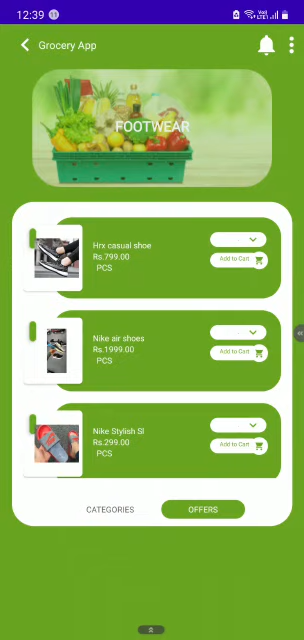 12:39
Grocery App
FOOTWEAR
Hrx casual shoe
Rs.799.00
PCS
Add to Cart
Nike air shoes
Rs.1999.00
PCS
Add to Cart
Nike Stylish Sl
Rs.299.00
PCS
Add to Cart
CATEGORIES
OFFERS